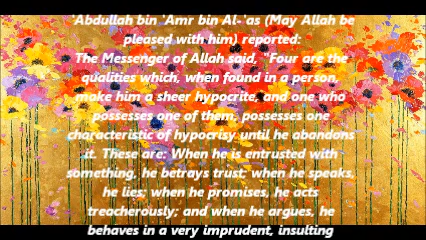 'Abdullah bin 'Amr bin Al-'as (May Allah be
pleased with him) reported:
The Messenger of Allah said, "Four are the
qualities which, when found in a person,
make him a sheer hypocrite, and one who
possesses one of them, possesses one
characteristic of hypocrisy until he abandons
it. These are: When he is entrusted with
something, he betrays trust; when he speaks,
he lies; when he promises, he acts
treacherously; and when he argues, he
behaves in a very imprudent, insulting